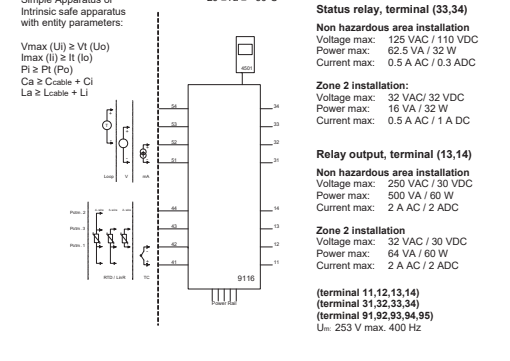 Simple Apparatus or
Intrinsic safe apparatus
with entity parameters:
Vmax (Ui) ≥ Vt (Uo)
Imax (Ii) ≥ It (Io)
Pi ≥ Pt (Po)
Ca ≥ Ccable + Ci
La ≥ Lcable + Li
4501
54
53
52
51
44
43
42
41
34
33
32
31
14
13
12
11
Loop
V
mA
Potm. 2
Potm. 3
Potm. 1
RTD / LinR
TC
9116
Power Rail
Status relay, terminal (33,34)
Non hazardous area installation
Voltage max: 125 VAC / 110 VDC
Power max: 62.5 VA / 32 W
Current max: 0.5 A AC / 0.3 ADC
Zone 2 installation:
Voltage max: 32 VAC/ 32 VDC
Power max: 16 VA / 32 W
Current max: 0.5 A AC / 1 A DC
Relay output, terminal (13,14)
Non hazardous area installation
Voltage max: 250 VAC / 30 VDC
Power max: 500 VA / 60 W
Current max: 2 A AC / 2 ADC
Zone 2 installation
Voltage max: 32 VAC / 30 VDC
Power max: 64 VA / 60 W
Current max: 2 A AC / 2 ADC
(terminal 11,12,13,14)
(terminal 31,32,33,34)
(terminal 91,92,93,94,95)
Um: 253 V max. 400 Hz